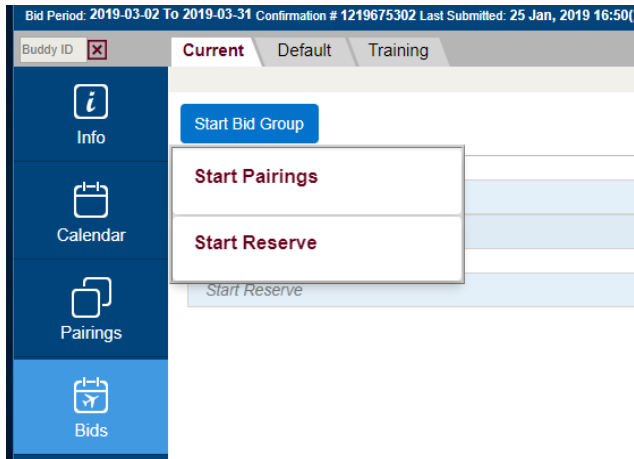 Bid Period: 2019-03-02 To 2019-03-31 Confirmation # 1219675302 Last Submitted: 25 Jan, 2019 16:50(
Buddy ID
Current Default Training
Info
Start Bid Group
Start Pairings
Calendar
Start Reserve
Start Reserve
Pairings
Bids